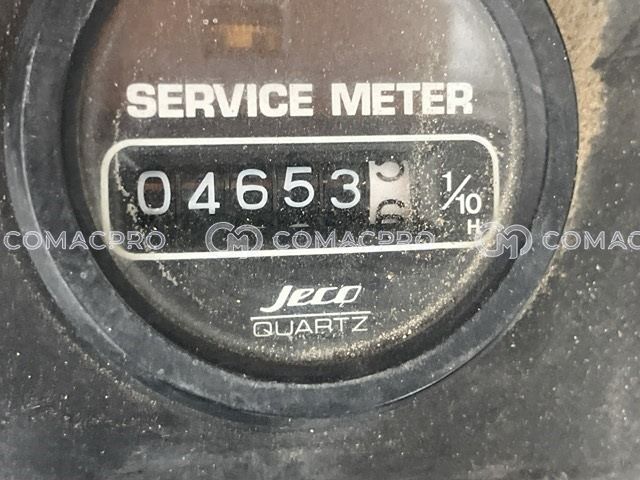 SERVICE METER
04653 1/10
H
COMACPRO COMACPRO COMACPRO
Jeco
QUARTZ